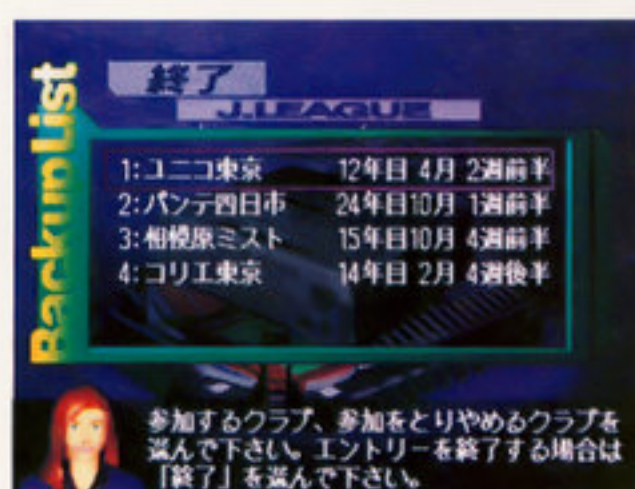 Backup List
終了
J.LEAGUE
1:ユニコ東京 12年目 4月 2週前半
2:パンテ四日市 24年目10月 1週前半
3:相模原ミスト 15年目10月 4週前半
4:コリエ東京 14年目 2月 4週後半
参加するクラブ、参加をとりやめるクラブを
選んで下さい。エントリーを終了する場合は
「終了」を選んで下さい。